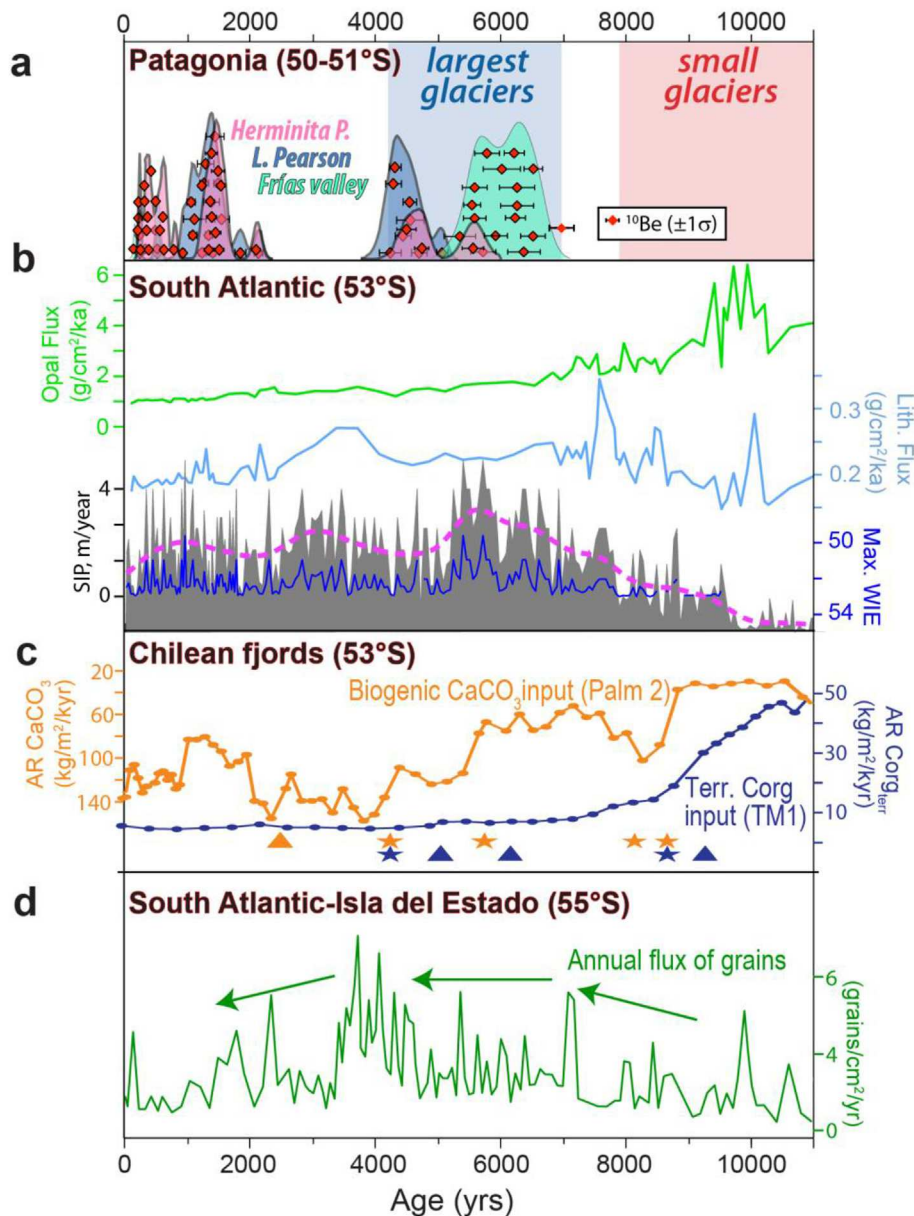 0 2000 4000 6000 8000 10000
a
Patagonia (50-51°S)
largest
glaciers
small
glaciers
Herminita P.
L. Pearson
Frías valley
¹⁰Be (±1σ)
b
South Atlantic (53°S)
Opal Flux
(g/cm²/ka)
6
4
2
0
Lith. Flux
(g/cm²/ka)
0.3
0.2
SIP, m/year
4
0
Max. WIE
50
54
c
Chilean fjords (53°S)
AR CaCO₃
(kg/m²/kyr)
20
60
100
140
Biogenic CaCO₃ input (Palm 2)
Terr. Corg
input (TM1)
50
30
10
AR Corg_terr
(kg/m²/kyr)
d
South Atlantic-Isla del Estado (55°S)
Annual flux of grains
6
4
0
(grains/cm²/yr)
0 2000 4000 6000 8000 10000
Age (yrs)